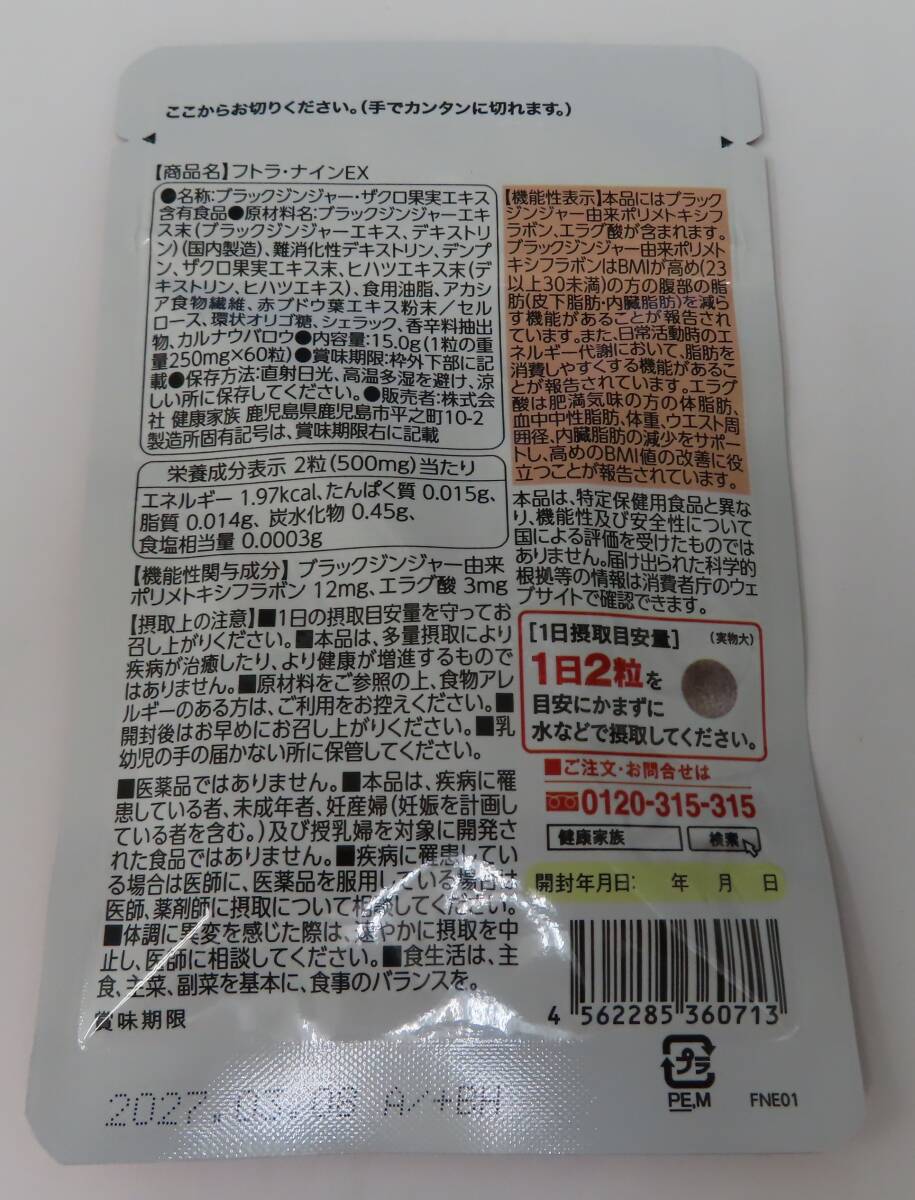 ここからお切りください。(手でカンタンに切れます。)
【商品名】フトラ・ナインEX
●名称:ブラックジンジャー・ザクロ果実エキス
含有食品●原材料名:ブラックジンジャーエキ
ス末(ブラックジンジャーエキス、デキストリ
ン)(国内製造)、難消化性デキストリン、デンプ
ン、ザクロ果実エキス末、ヒハツエキス末(デ
キストリン、ヒハツエキス)、食用油脂、アカシ
ア食物繊維、赤ブドウ葉エキス粉末/セル
ロース、環状オリゴ糖、シェラック、香辛料抽出
物、カルナウバロウ●内容量:15.0g(1粒の重
量250mg×60粒)●賞味期限:枠外下部に記
載●保存方法:直射日光、高温多湿を避け、涼
しい所に保存してください。●販売者:株式会
社 健康家族 鹿児島県鹿児島市平之町10-2
製造所固有記号は、賞味期限右に記載
栄養成分表示 2粒(500mg)当たり
エネルギー 1.97kcal、たんぱく質 0.015g、
脂質 0.014g、炭水化物 0.45g、
食塩相当量 0.0003g
【機能性関与成分】 ブラックジンジャー由来
ポリメトキシフラボン 12mg、エラグ酸 3mg
【摂取上の注意】■1日の摂取目安量を守ってお
召し上がりください。■本品は、多量摂取により
疾病が治癒したり、より健康が増進するもので
はありません。■原材料をご参照の上、食物アレ
ルギーのある方は、ご利用をお控えください。■
開封後はお早めにお召し上がりください。■乳
幼児の手の届かない所に保管してください。
■医薬品ではありません。■本品は、疾病に罹
患している者、未成年者、妊産婦(妊娠を計画し
ている者を含む。)及び授乳婦を対象に開発さ
れた食品ではありません。■疾病に罹患してい
る場合は医師に、医薬品を服用している場合は
医師、薬剤師に摂取について相談してください。
■体調に異変を感じた際は、速やかに摂取を中
止し、医師に相談してください。■食生活は、主
食、主菜、副菜を基本に、食事のバランスを。
賞味期限
2027.03.08 A/+BH
【機能性表示】本品にはブラック
ジンジャー由来ポリメトキシフ
ラボン、エラグ酸が含まれます。
ブラックジンジャー由来ポリメト
キシフラボンはBMIが高め(23
以上30未満)の方の腹部の脂
肪(皮下脂肪・内臓脂肪)を減ら
す機能があることが報告され
ています。また、日常活動時のエ
ネルギー代謝において、脂肪を
消費しやすくする機能があるこ
とが報告されています。エラグ
酸は肥満気味の方の体脂肪、
血中中性脂肪、体重、ウエスト周
囲径、内臓脂肪の減少をサポー
トし、高めのBMI値の改善に役
立つことが報告されています。
本品は、特定保健用食品と異な
り、機能性及び安全性について
国による評価を受けたものでは
ありません。届け出られた科学的
根拠等の情報は消費者庁のウェ
ブサイトで確認できます。
[1日摂取目安量] (実物大)
1日2粒を
目安にかまずに
水などで摂取してください。
■ご注文・お問合せは
0120-315-315
健康家族 検索
開封年月日: 年 月 日
4 562285 360713
プラ
PE,M
FNE01